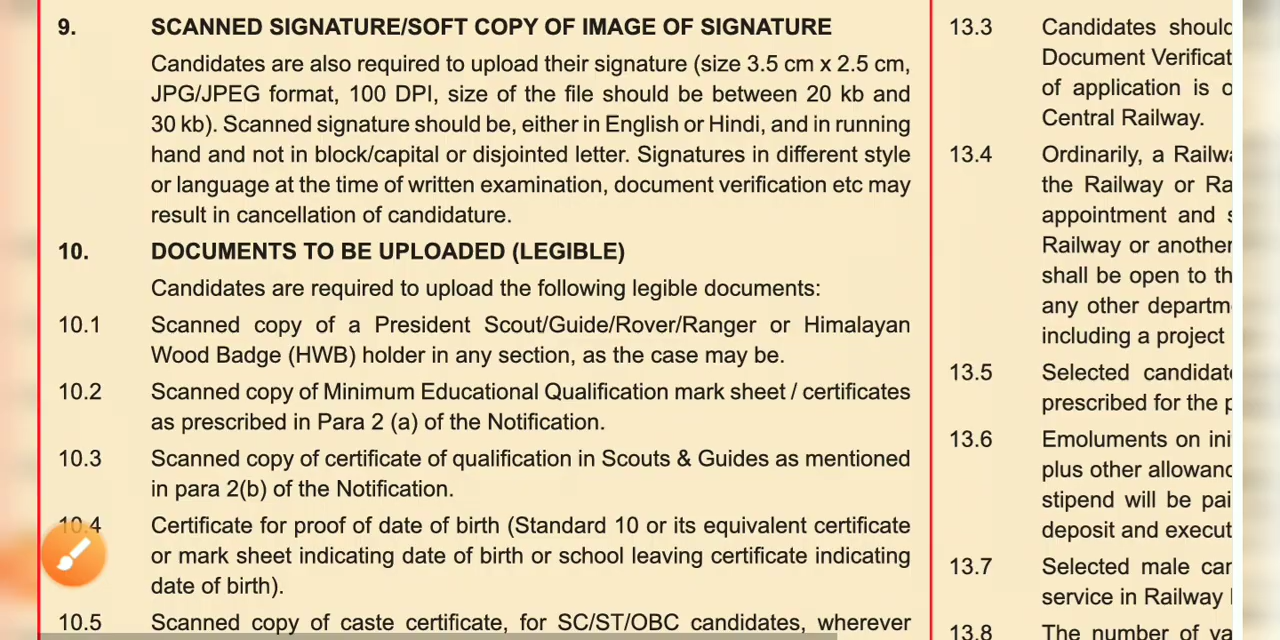 9. SCANNED SIGNATURE/SOFT COPY OF IMAGE OF SIGNATURE
Candidates are also required to upload their signature (size 3.5 cm x 2.5 cm,
JPG/JPEG format, 100 DPI, size of the file should be between 20 kb and
30 kb). Scanned signature should be, either in English or Hindi, and in running
hand and not in block/capital or disjointed letter. Signatures in different style
or language at the time of written examination, document verification etc may
result in cancellation of candidature.
10. DOCUMENTS TO BE UPLOADED (LEGIBLE)
Candidates are required to upload the following legible documents:
10.1 Scanned copy of a President Scout/Guide/Rover/Ranger or Himalayan
Wood Badge (HWB) holder in any section, as the case may be.
10.2 Scanned copy of Minimum Educational Qualification mark sheet / certificates
as prescribed in Para 2 (a) of the Notification.
10.3 Scanned copy of certificate of qualification in Scouts & Guides as mentioned
in para 2(b) of the Notification.
10.4 Certificate for proof of date of birth (Standard 10 or its equivalent certificate
or mark sheet indicating date of birth or school leaving certificate indicating
date of birth).
10.5 Scanned copy of caste certificate, for SC/ST/OBC candidates, wherever
13.3 Candidates should
Document Verificat
of application is o
Central Railway.
13.4 Ordinarily, a Railwa
the Railway or Ra
appointment and s
Railway or another
shall be open to th
any other departm
including a project
13.5 Selected candidat
prescribed for the p
13.6 Emoluments on ini
plus other allowanc
stipend will be pai
deposit and execut
13.7 Selected male can
service in Railway
13.8 The number of va